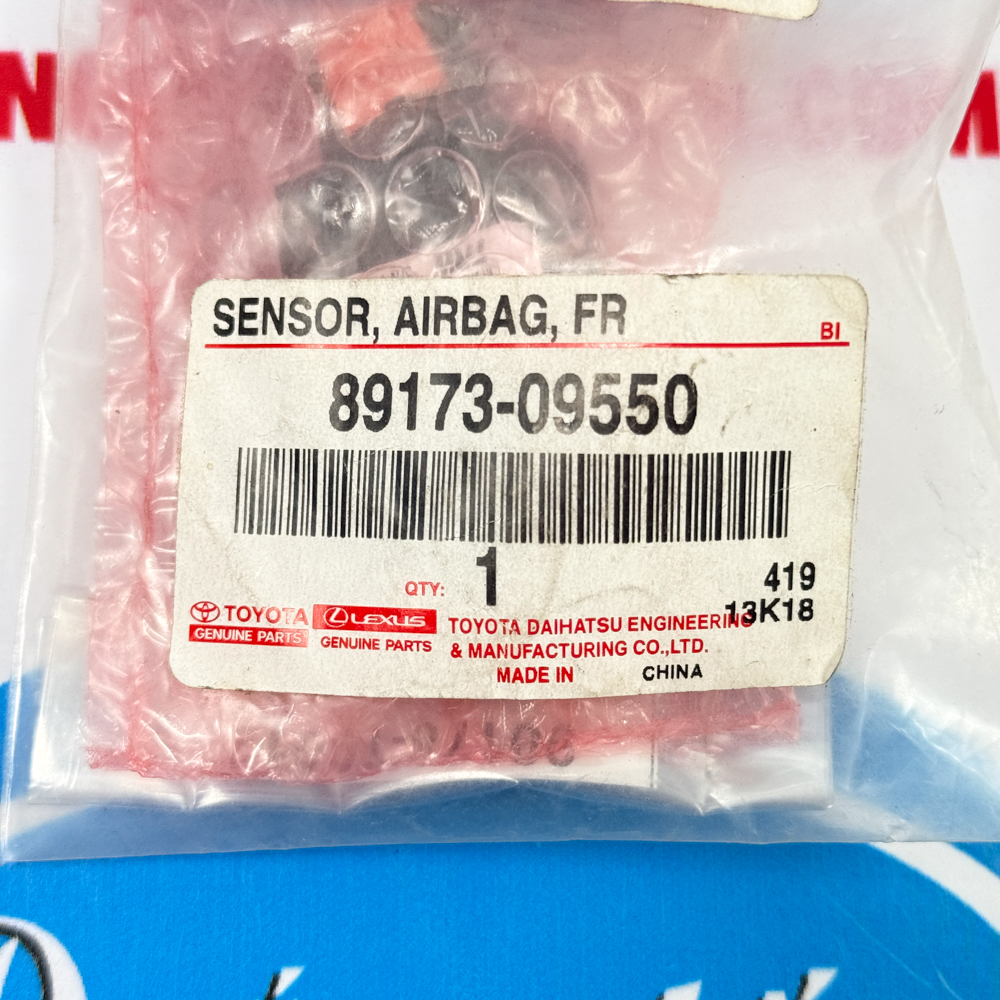 SENSOR, AIRBAG, FR
BI
89173-09550
QTY: 1
419
13K18
TOYOTA
GENUINE PARTS
LEXUS
GENUINE PARTS
TOYOTA DAIHATSU ENGINEERING
& MANUFACTURING CO.,LTD.
MADE IN CHINA